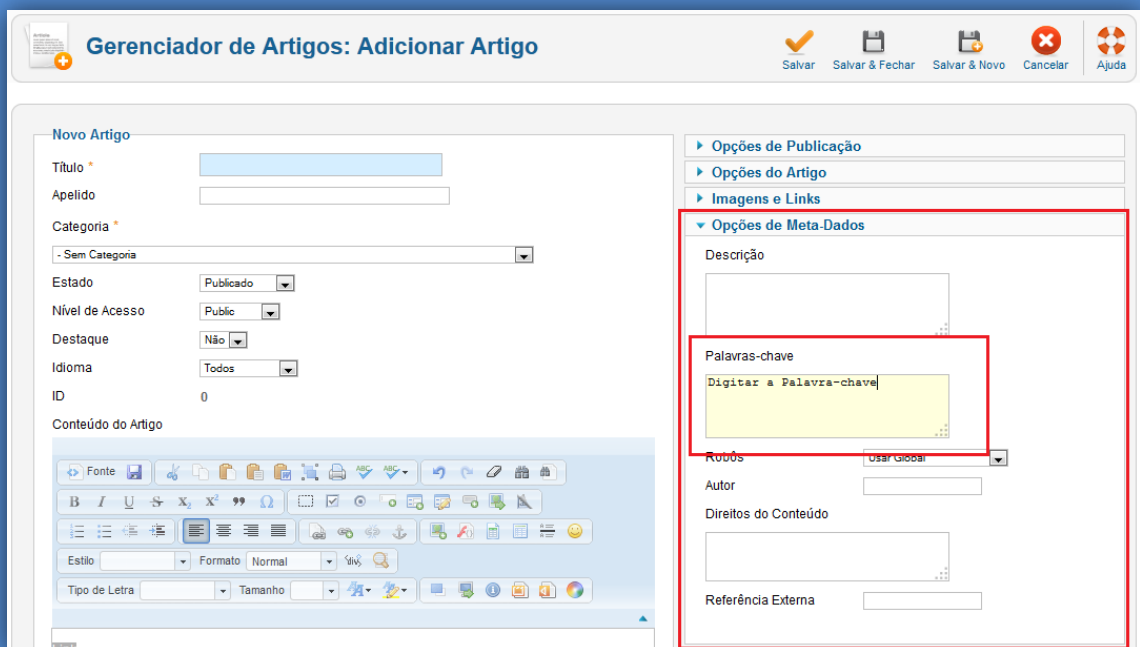 Gerenciador de Artigos: Adicionar Artigo
Salvar
Salvar & Fechar
Salvar & Novo
Cancelar
Ajuda
Novo Artigo
Título *
Apelido
Categoria *
- Sem Categoria
Estado Publicado
Nível de Acesso Public
Destaque Não
Idioma Todos
ID 0
Conteúdo do Artigo
Fonte
Estilo Formato Normal
Tipo de Letra Tamanho
Opções de Publicação
Opções do Artigo
Imagens e Links
Opções de Meta-Dados
Descrição
Palavras-chave
Digitar a Palavra-chave
Robôs Usar Global
Autor
Direitos do Conteúdo
Referência Externa